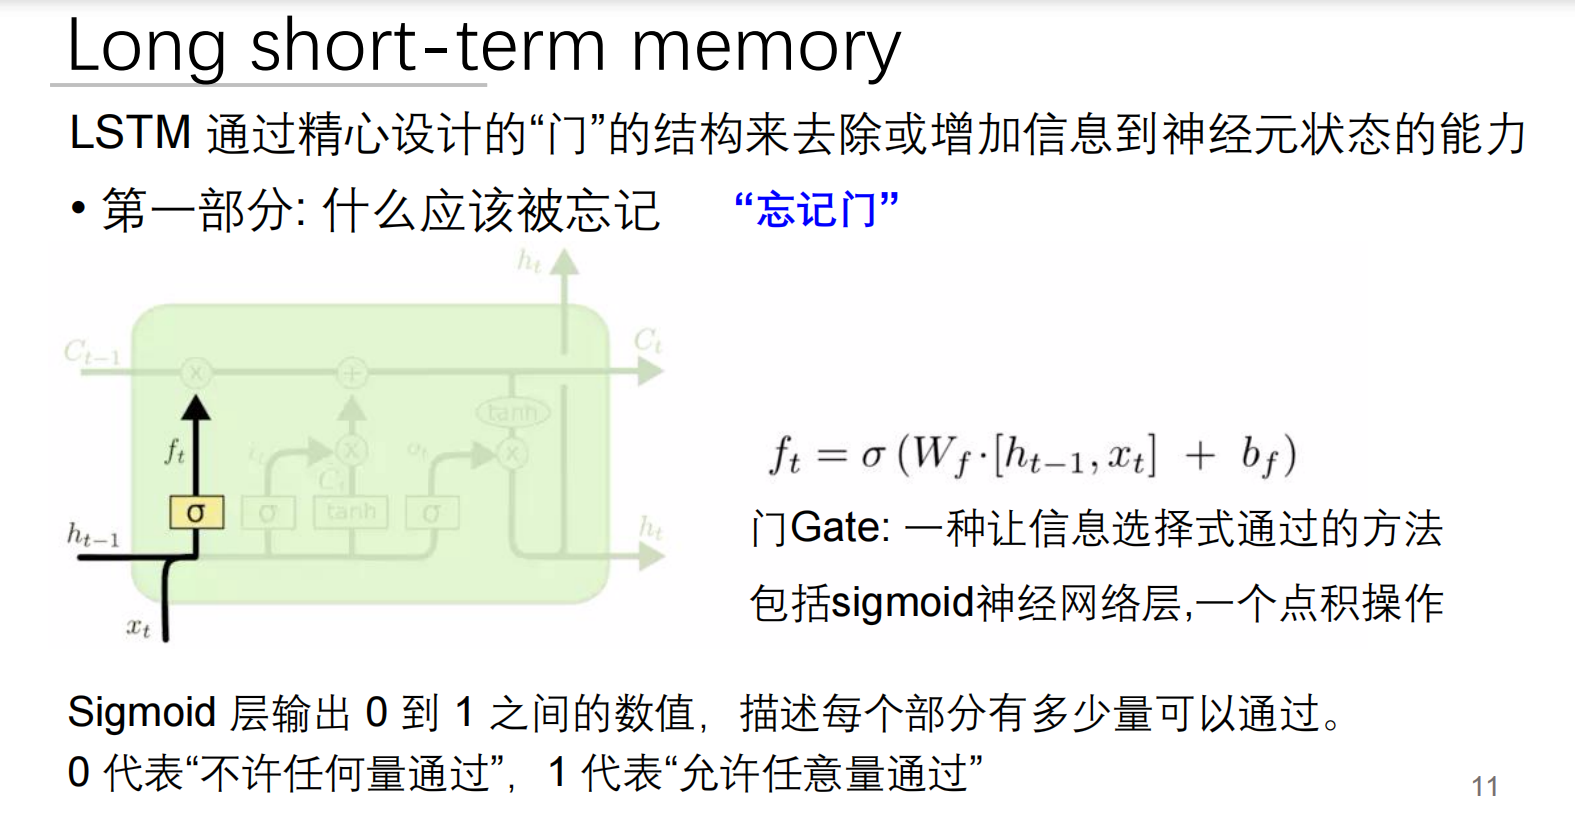 Long short-term memory
LSTM 通过精心设计的“门”的结构来去除或增加信息到神经元状态的能力
• 第一部分: 什么应该被忘记 “忘记门”
h_t
C_{t-1}
C_t
x
+
tanh
f_t
i_t
x
o_t
x
C̃_t
σ
σ
tanh
σ
h_{t-1}
h_t
x_t
f_t = σ (W_f · [h_{t-1}, x_t] + b_f)
门Gate: 一种让信息选择式通过的方法
包括sigmoid神经网络层,一个点积操作
Sigmoid 层输出 0 到 1 之间的数值，描述每个部分有多少量可以通过。
0 代表“不许任何量通过”，1 代表“允许任意量通过”
11